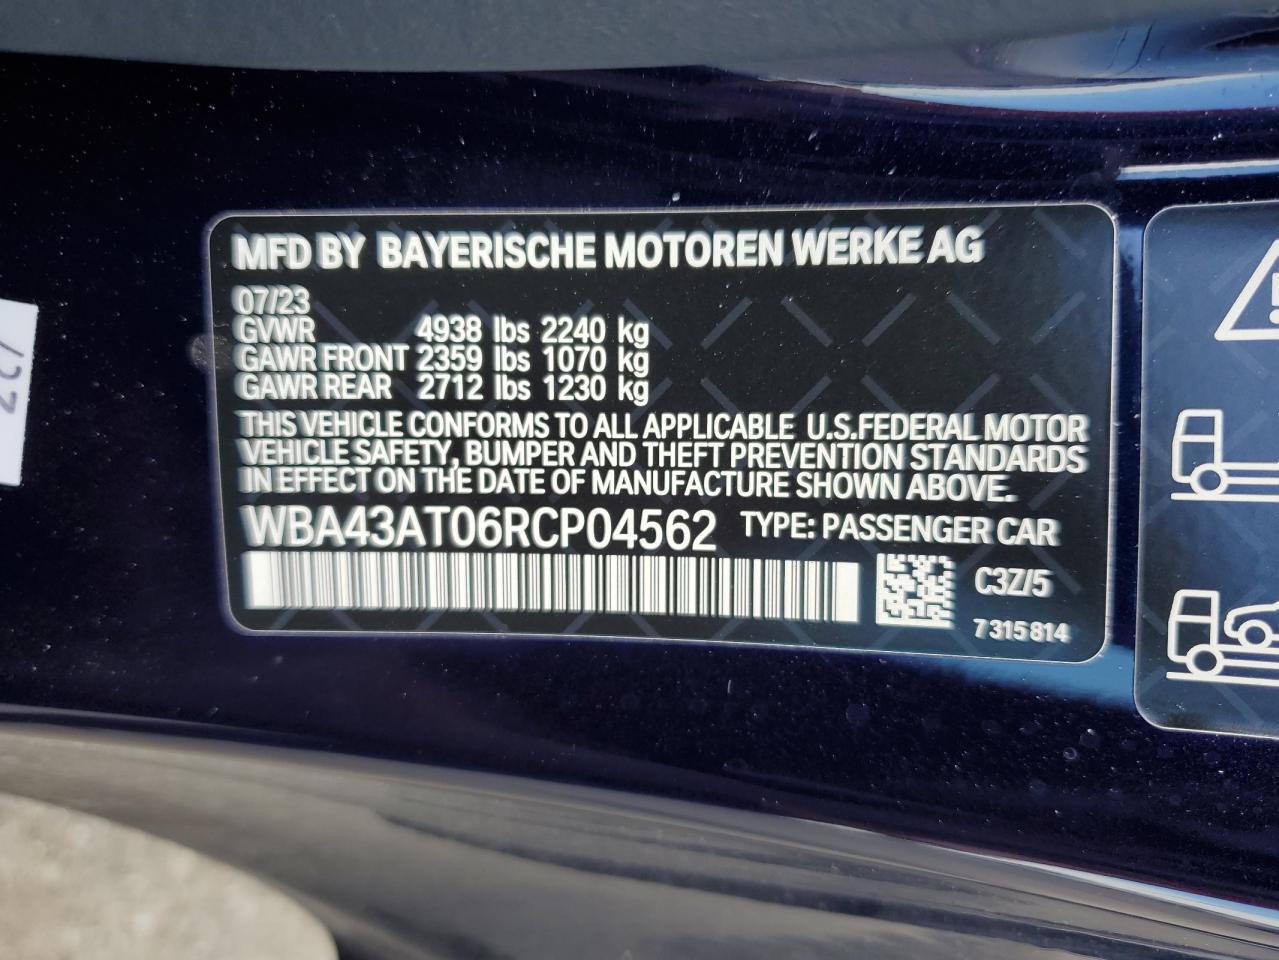 MFD BY BAYERISCHE MOTOREN WERKE AG
07/23
GVWR 4938 lbs 2240 kg
GAWR FRONT 2359 lbs 1070 kg
GAWR REAR 2712 lbs 1230 kg
THIS VEHICLE CONFORMS TO ALL APPLICABLE U.S.FEDERAL MOTOR
VEHICLE SAFETY, BUMPER AND THEFT PREVENTION STANDARDS
IN EFFECT ON THE DATE OF MANUFACTURE SHOWN ABOVE.
WBA43AT06RCP04562 TYPE: PASSENGER CAR
C3Z/5
7 315 814